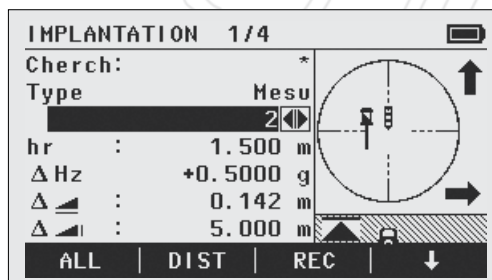 IMPLANTATION 1/4
Cherch: *
Type Mesu
2
hr : 1.500 m
Δ Hz +0.5000 g
Δ : 0.142 m
Δ : 5.000 m
ALL | DIST | REC | ↓